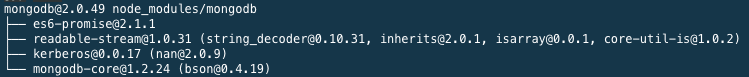 mongodb@2.0.49 node_modules/mongodb
├── es6-promise@2.1.1
├── readable-stream@1.0.31 (string_decoder@0.10.31, inherits@2.0.1, isarray@0.0.1, core-util-is@1.0.2)
├── kerberos@0.0.17 (nan@2.0.9)
└── mongodb-core@1.2.24 (bson@0.4.19)